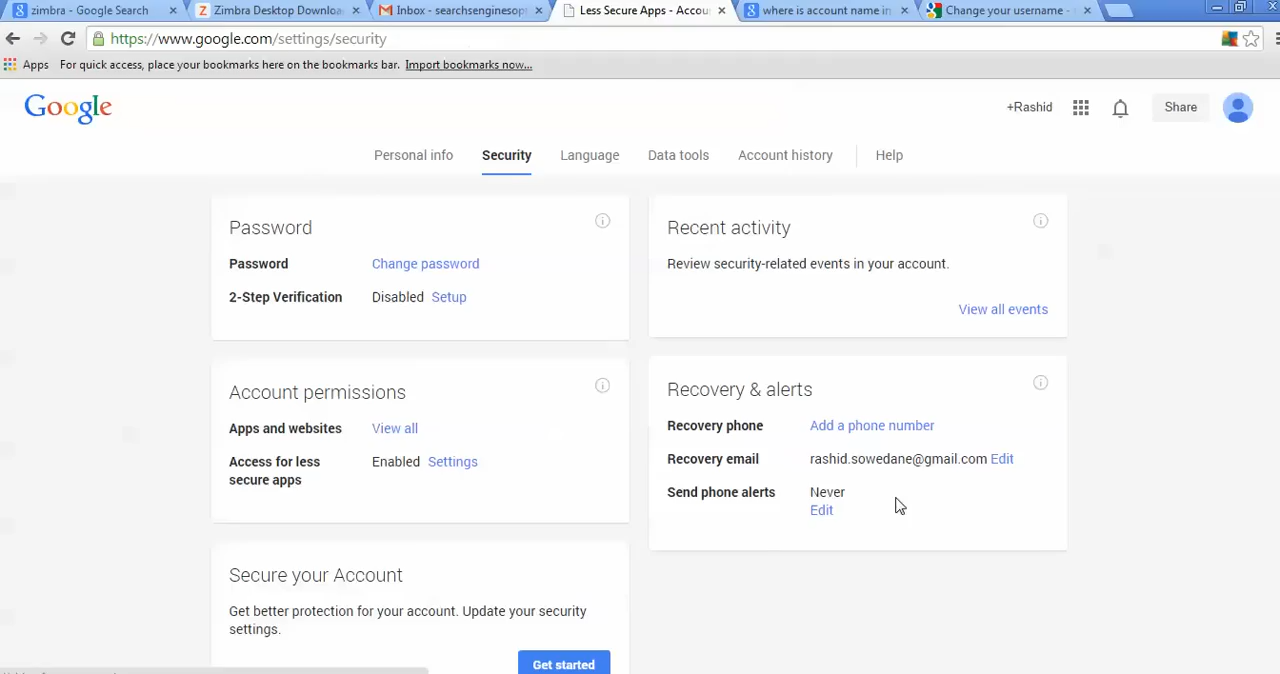 zimbra - Google Search
Zimbra Desktop Downloa
Inbox - searchsenginesopt
Less Secure Apps - Accou
where is account name in
Change your username -
https://www.google.com/settings/security
Apps For quick access, place your bookmarks here on the bookmarks bar. Import bookmarks now...
Google
+Rashid
Share
Personal info Security Language Data tools Account history Help
Password
Password Change password
2-Step Verification Disabled Setup
Recent activity
Review security-related events in your account.
View all events
Account permissions
Apps and websites View all
Access for less
secure apps
Enabled Settings
Recovery & alerts
Recovery phone Add a phone number
Recovery email rashid.sowedane@gmail.com Edit
Send phone alerts Never
Edit
Secure your Account
Get better protection for your account. Update your security
settings.
Get started